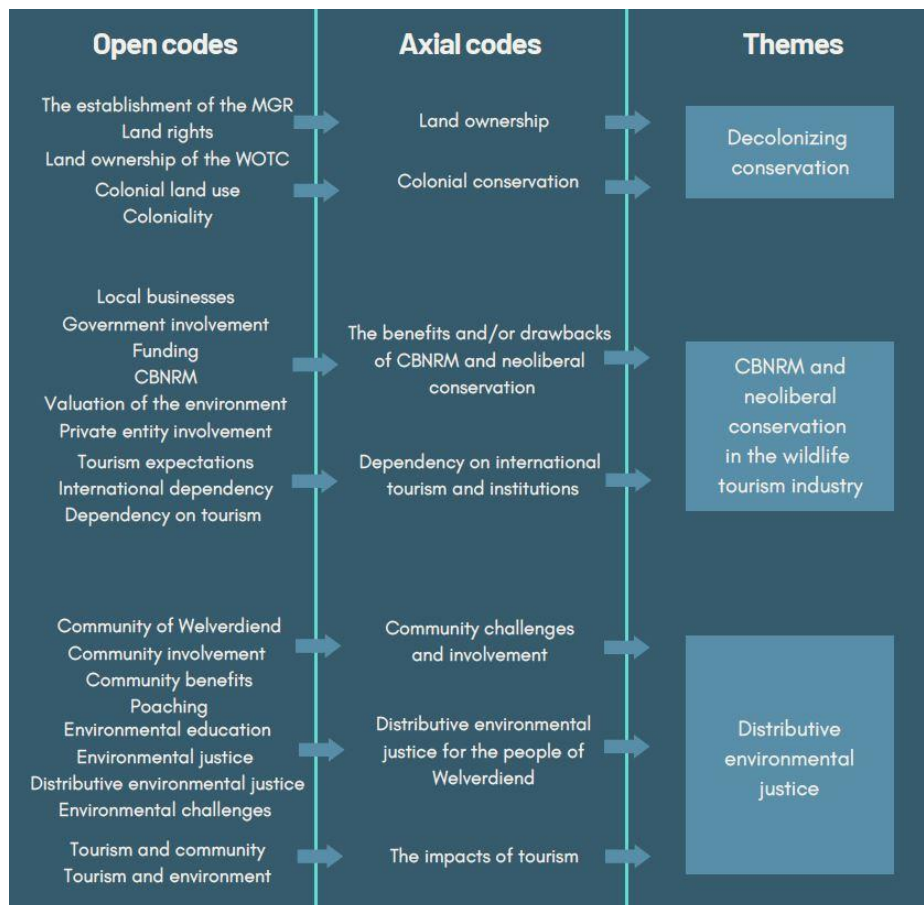 Open codes
Axial codes
Themes
The establishment of the MGR
Land rights
Land ownership of the WOTC
Land ownership
Colonial land use
Coloniality
Colonial conservation
Decolonizing
conservation
Local businesses
Government involvement
Funding
CBNRM
Valuation of the environment
Private entity involvement
The benefits and/or drawbacks
of CBNRM and neoliberal
conservation
Tourism expectations
International dependency
Dependency on tourism
Dependency on international
tourism and institutions
CBNRM and
neoliberal
conservation
in the wildlife
tourism industry
Community of Welverdiend
Community involvement
Community benefits
Poaching
Community challenges
and involvement
Environmental education
Environmental justice
Distributive environmental justice
Environmental challenges
Distributive environmental
justice for the people of
Welverdiend
Tourism and community
Tourism and environment
The impacts of tourism
Distributive
environmental
justice